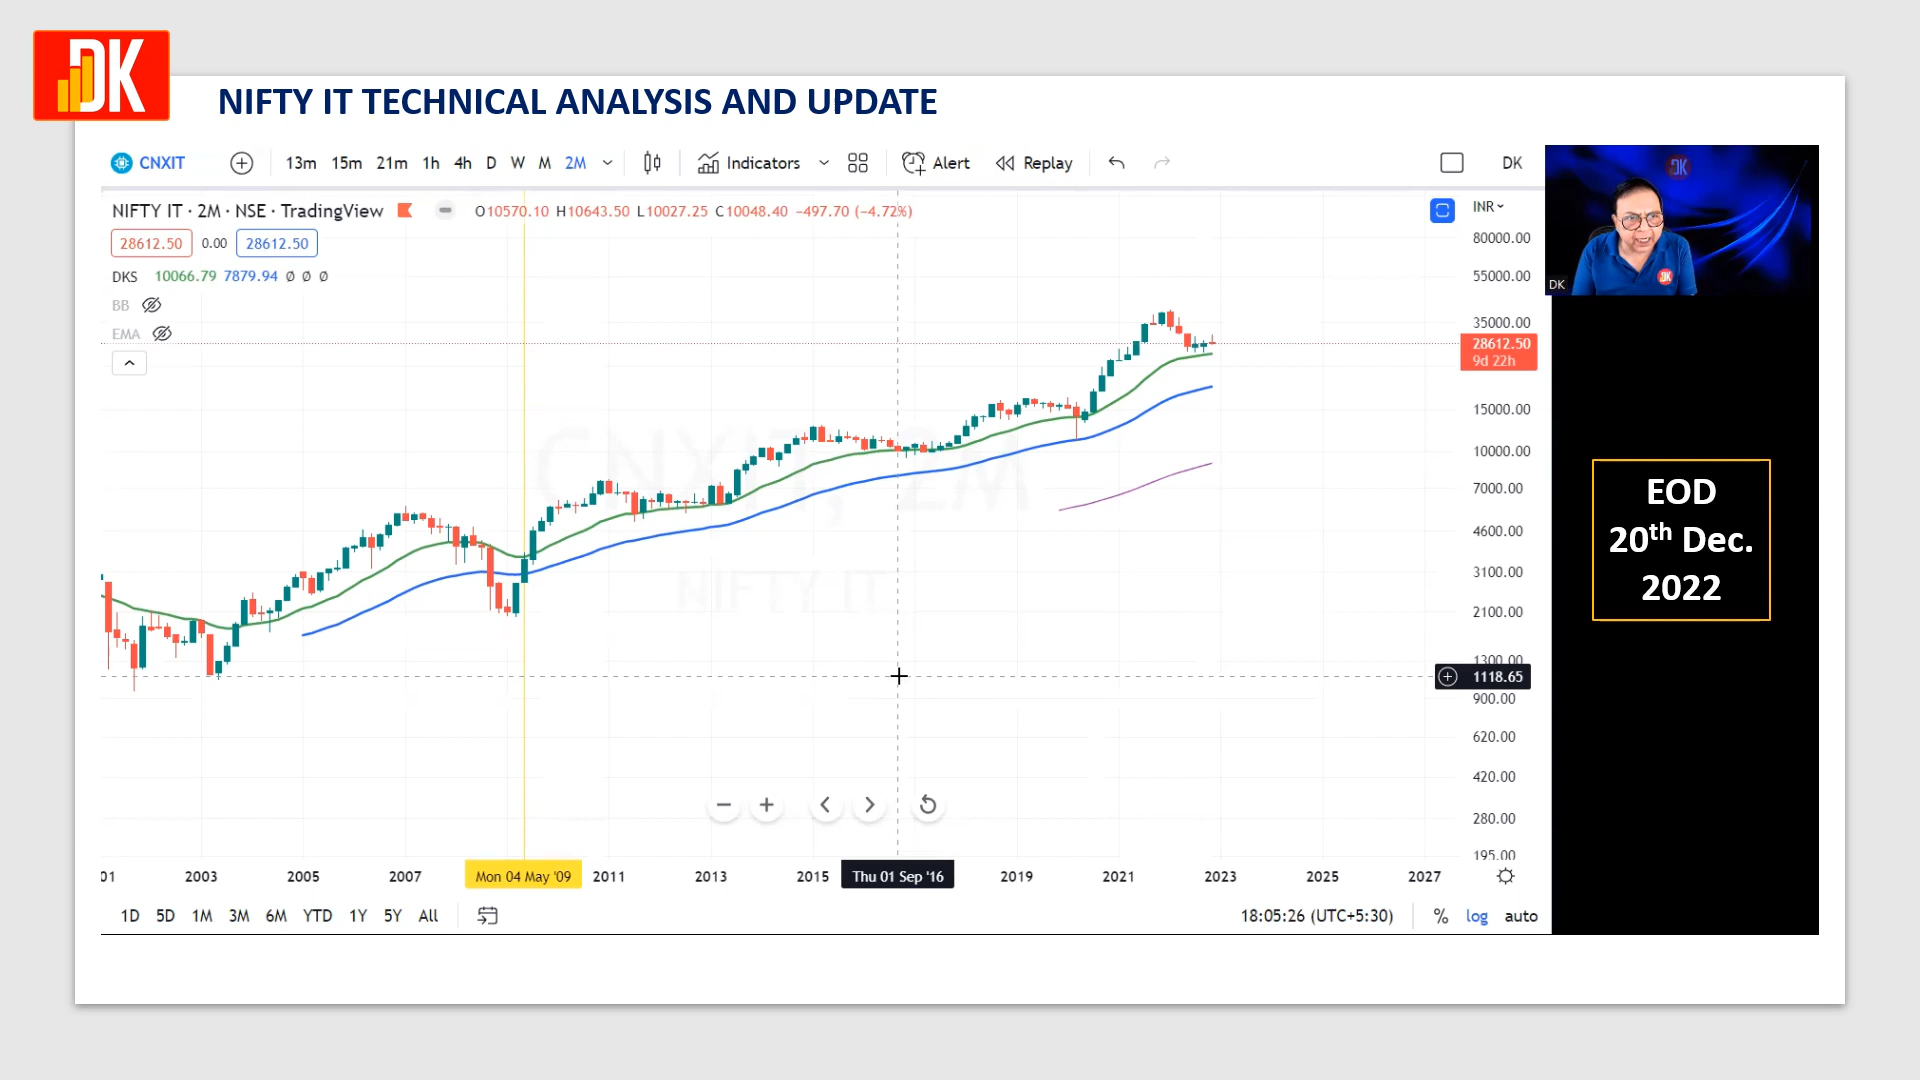 DK
NIFTY IT TECHNICAL ANALYSIS AND UPDATE
CNXIT 13m 15m 21m 1h 4h D W M 2M Indicators Alert Replay DK
NIFTY IT · 2M · NSE · TradingView O10570.10 H10643.50 L10027.25 C10048.40 −497.70 (−4.72%)
28612.50 0.00 28612.50
DKS 10066.79 7879.94 ∅ ∅ ∅
BB
EMA
CNXIT, 2M
NIFTY IT
INR
80000.00
55000.00
35000.00
28612.50
9d 22h
15000.00
10000.00
7000.00
4600.00
3100.00
2100.00
1300.00
1118.65
900.00
620.00
420.00
280.00
195.00
01 2003 2005 2007 Mon 04 May '09 2011 2013 2015 Thu 01 Sep '16 2019 2021 2023 2025 2027
1D 5D 1M 3M 6M YTD 1Y 5Y All 18:05:26 (UTC+5:30) % log auto
DK
DK
DK
EOD
20th Dec.
2022